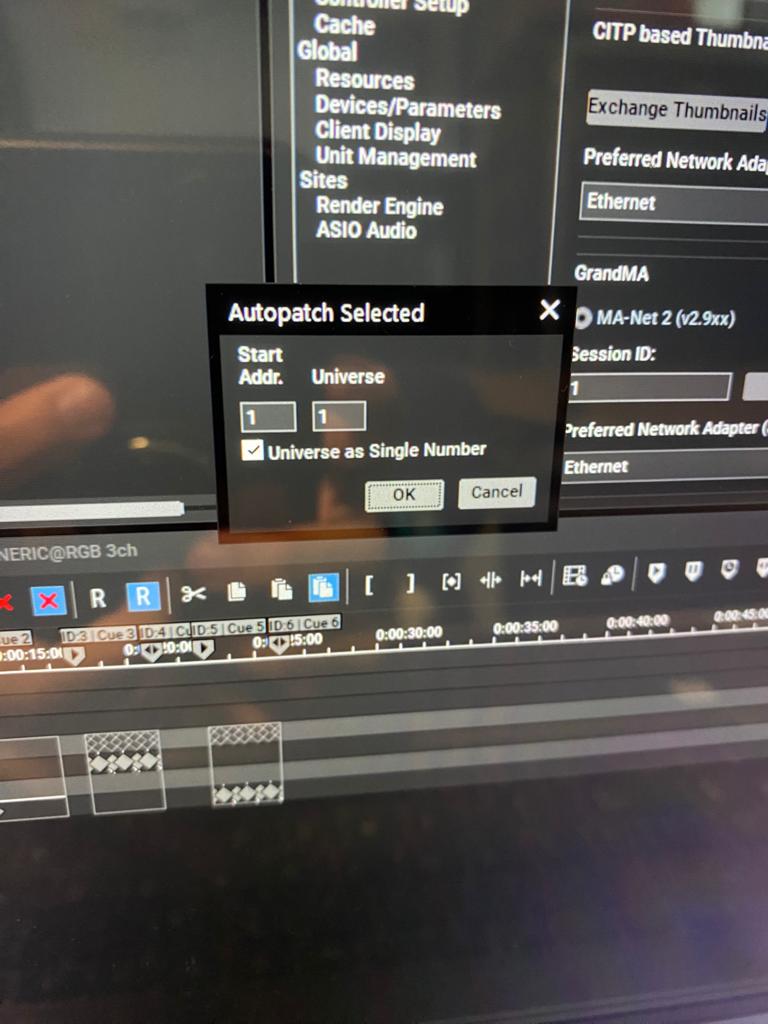 Controller Setup
Cache
Global
Resources
Devices/Parameters
Client Display
Unit Management
Sites
Render Engine
ASIO Audio
CITP based Thumbna
Exchange Thumbnails
Preferred Network Ada
Ethernet
GrandMA
MA-Net 2 (v2.9xx)
Session ID:
1
Preferred Network Adapter (
Ethernet
Autopatch Selected
Start
Addr. Universe
1 1
Universe as Single Number
OK Cancel
NERIC@RGB 3ch
R R
ue 2 ID:3 | Cue 3 ID:4 | Cu ID:5 | Cue 5 ID:6 | Cue 6
0:00:30:00 0:00:35:00 0:00:40:00 0:00:45:00